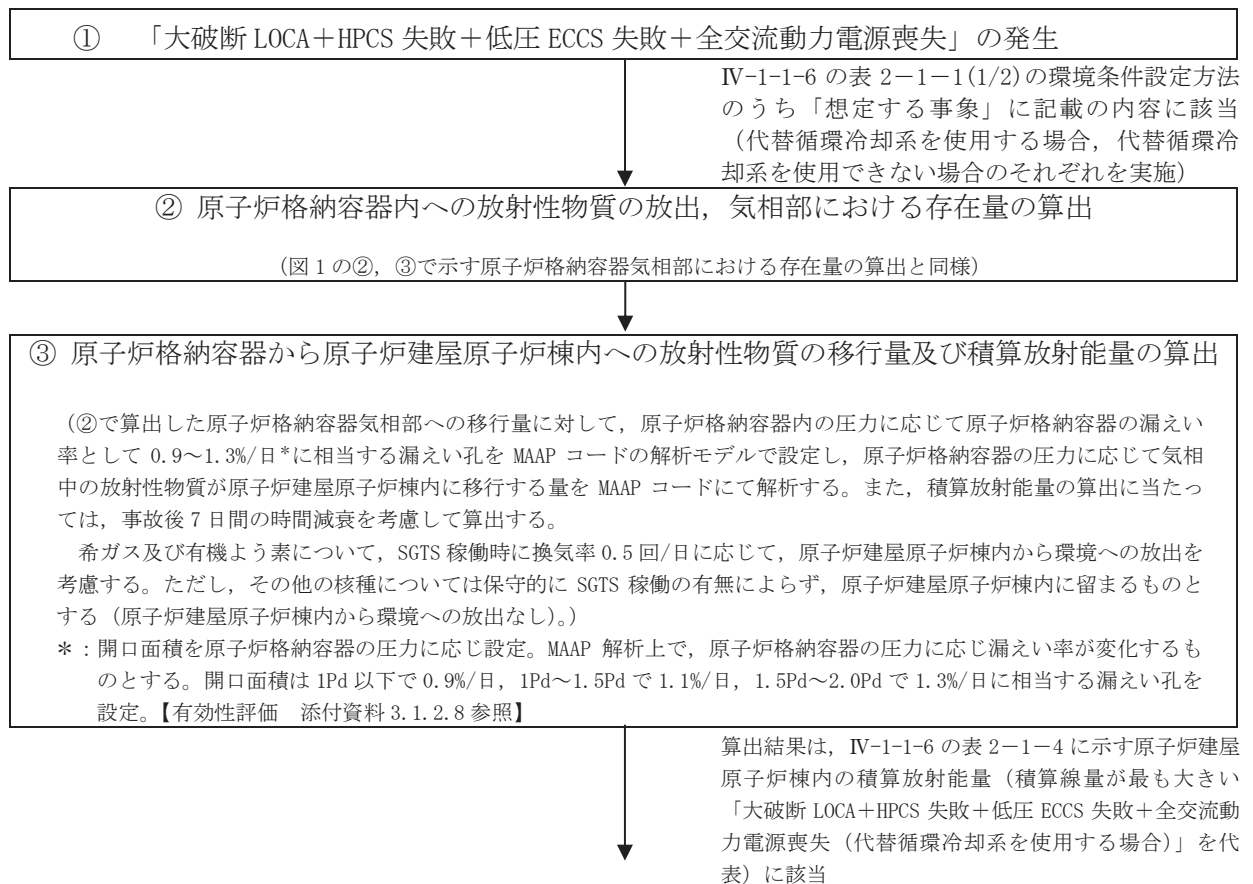 ① 「大破断 LOCA＋HPCS 失敗＋低圧 ECCS 失敗＋全交流動力電源喪失」の発生
Ⅳ-1-1-6 の表 2－1－1(1/2)の環境条件設定方法
のうち「想定する事象」に記載の内容に該当
（代替循環冷却系を使用する場合，代替循環冷
却系を使用できない場合のそれぞれを実施）
② 原子炉格納容器内への放射性物質の放出，気相部における存在量の算出
（図 1 の②，③で示す原子炉格納容器気相部における存在量の算出と同様）
③ 原子炉格納容器から原子炉建屋原子炉棟内への放射性物質の移行量及び積算放射能量の算出
（②で算出した原子炉格納容器気相部への移行量に対して，原子炉格納容器内の圧力に応じて原子炉格納容器の漏えい
率として 0.9～1.3%/日*に相当する漏えい孔を MAAP コードの解析モデルで設定し，原子炉格納容器の圧力に応じて気相
中の放射性物質が原子炉建屋原子炉棟内に移行する量を MAAP コードにて解析する。また，積算放射能量の算出に当たっ
ては，事故後 7 日間の時間減衰を考慮して算出する。
希ガス及び有機よう素について，SGTS 稼働時に換気率 0.5 回/日に応じて，原子炉建屋原子炉棟内から環境への放出を
考慮する。ただし，その他の核種については保守的に SGTS 稼働の有無によらず，原子炉建屋原子炉棟内に留まるものと
する（原子炉建屋原子炉棟内から環境への放出なし）。）
＊：開口面積を原子炉格納容器の圧力に応じ設定。MAAP 解析上で，原子炉格納容器の圧力に応じ漏えい率が変化するも
のとする。開口面積は 1Pd 以下で 0.9%/日，1Pd～1.5Pd で 1.1%/日，1.5Pd～2.0Pd で 1.3%/日に相当する漏えい孔を
設定。【有効性評価　添付資料 3.1.2.8 参照】
算出結果は，Ⅳ-1-1-6 の表 2－1－4 に示す原子炉建屋
原子炉棟内の積算放射能量（積算線量が最も大きい
「大破断 LOCA＋HPCS 失敗＋低圧 ECCS 失敗＋全交流動
力電源喪失（代替循環冷却系を使用する場合）」を代
表）に該当